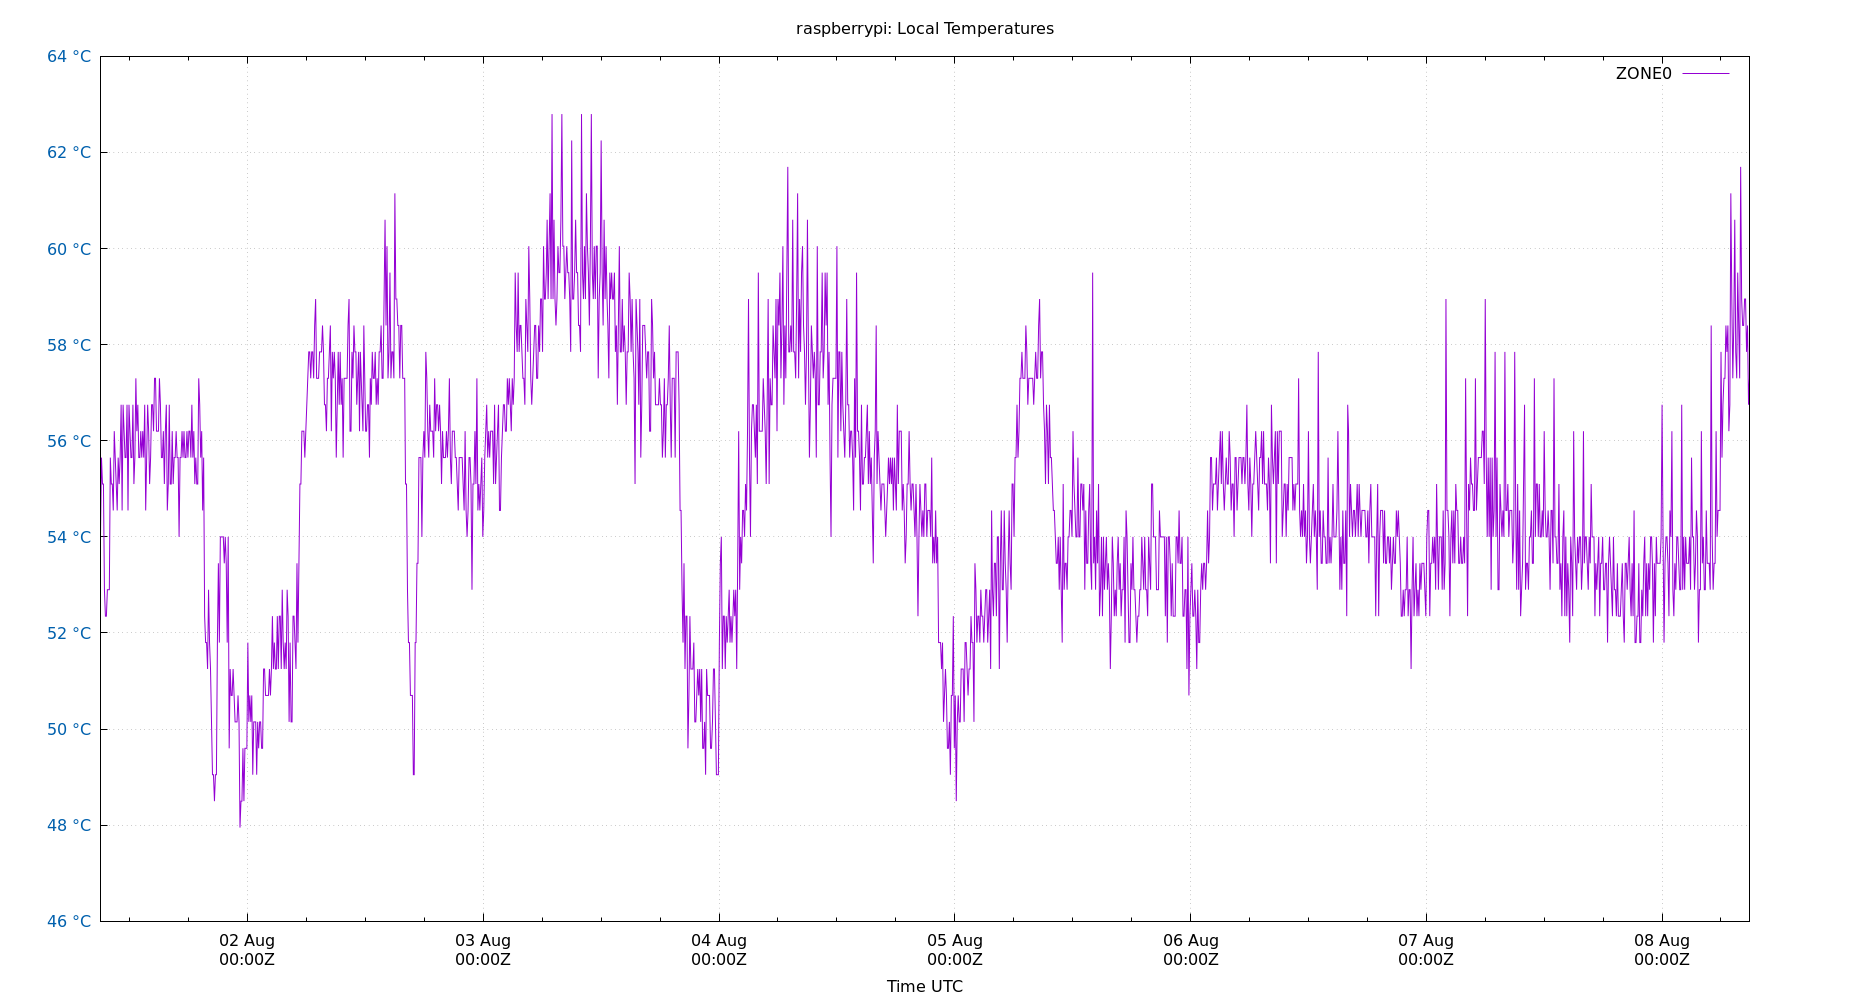 raspberrypi: Local Temperatures
64 °C
ZONE0
62 °C
60 °C
58 °C
56 °C
54 °C
52 °C
50 °C
48 °C
46 °C
02 Aug 03 Aug 04 Aug 05 Aug 06 Aug 07 Aug 08 Aug
00:00Z 00:00Z 00:00Z 00:00Z 00:00Z 00:00Z 00:00Z
Time UTC